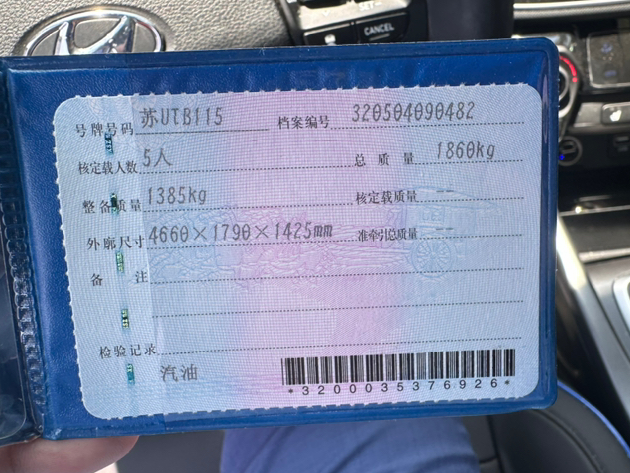 CANCEL
号牌号码 苏UTB115 档案编号 320504090482
核定载人数 5人 总质量 1860kg
整备质量 1385kg 核定载质量 --
外廓尺寸 4660×1790×1425mm 准牵引总质量 --
备注
检验记录
汽油
*3200035376926*